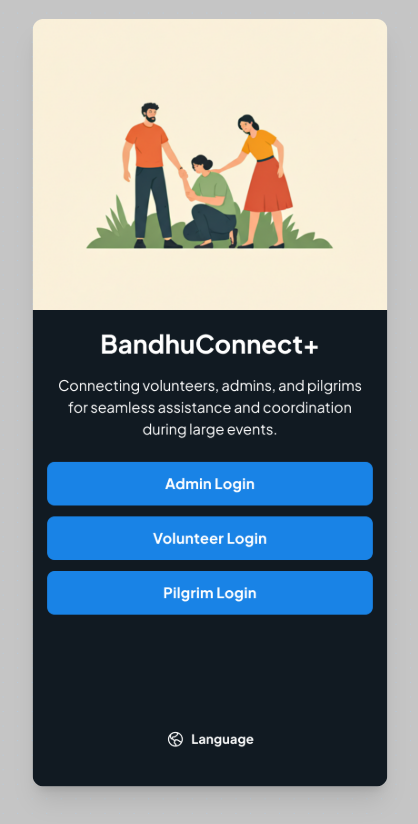 BandhuConnect+
Connecting volunteers, admins, and pilgrims
for seamless assistance and coordination
during large events.
Admin Login
Volunteer Login
Pilgrim Login
Language